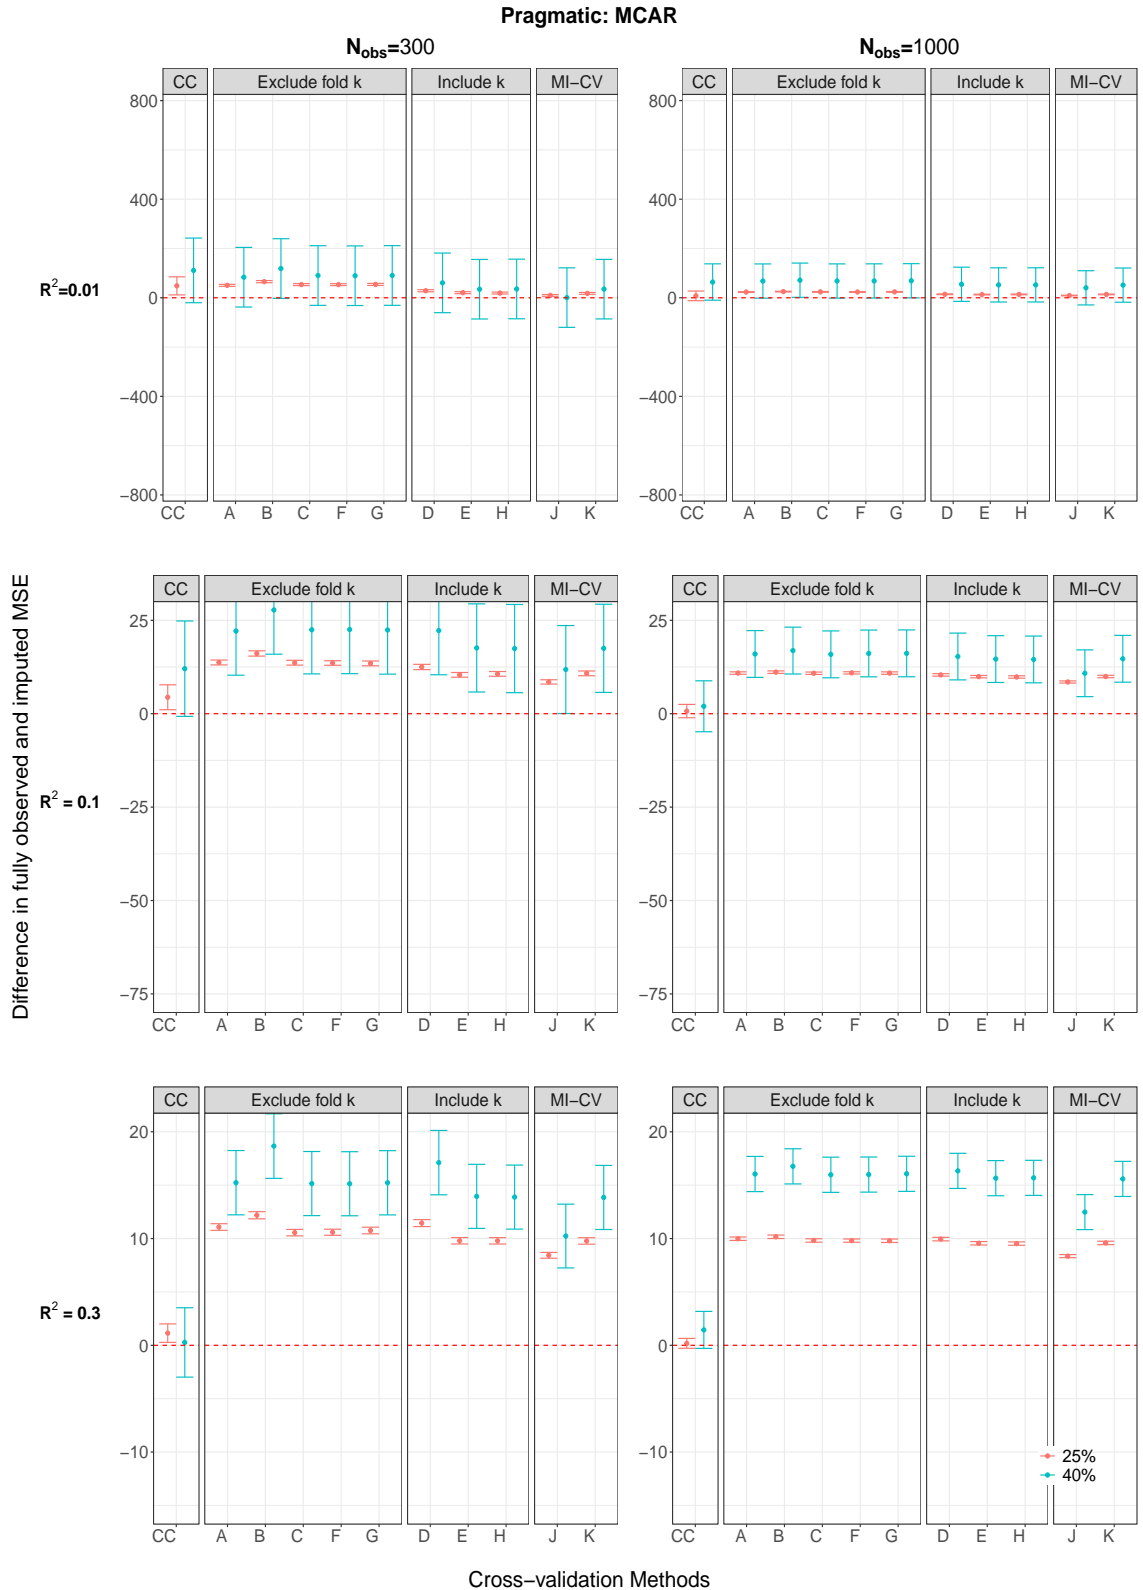 Pragmatic: MCAR
N_obs=300
N_obs=1000
CC Exclude fold k Include k MI−CV
CC Exclude fold k Include k MI−CV
800
400
0
−400
−800
800
400
0
−400
−800
R²=0.01
CC A B C F G D E H J K
CC A B C F G D E H J K
Difference in fully observed and imputed MSE
CC Exclude fold k Include k MI−CV
CC Exclude fold k Include k MI−CV
25
0
−25
−50
−75
25
0
−25
−50
−75
R² = 0.1
CC A B C F G D E H J K
CC A B C F G D E H J K
CC Exclude fold k Include k MI−CV
CC Exclude fold k Include k MI−CV
20
10
0
−10
20
10
0
−10
R² = 0.3
25%
40%
CC A B C F G D E H J K
CC A B C F G D E H J K
Cross−validation Methods